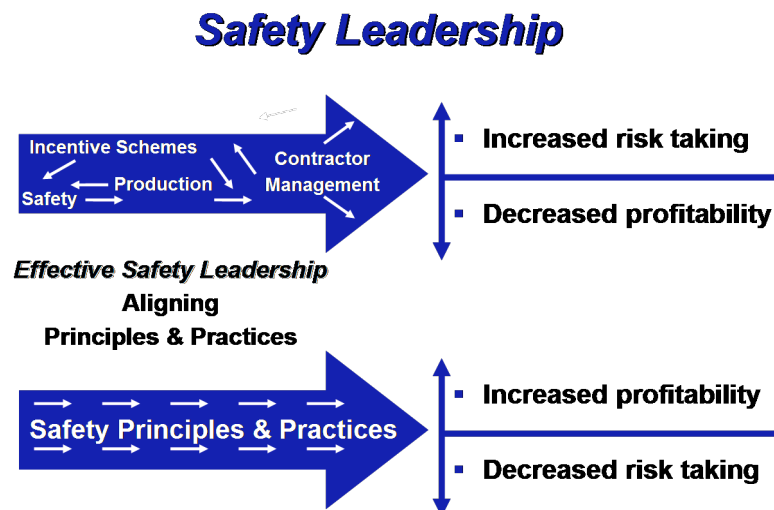 Safety Leadership
Incentive Schemes
Production
Safety
Contractor
Management
▪ Increased risk taking
▪ Decreased profitability
Effective Safety Leadership
Aligning
Principles & Practices
Safety Principles & Practices
▪ Increased profitability
▪ Decreased risk taking